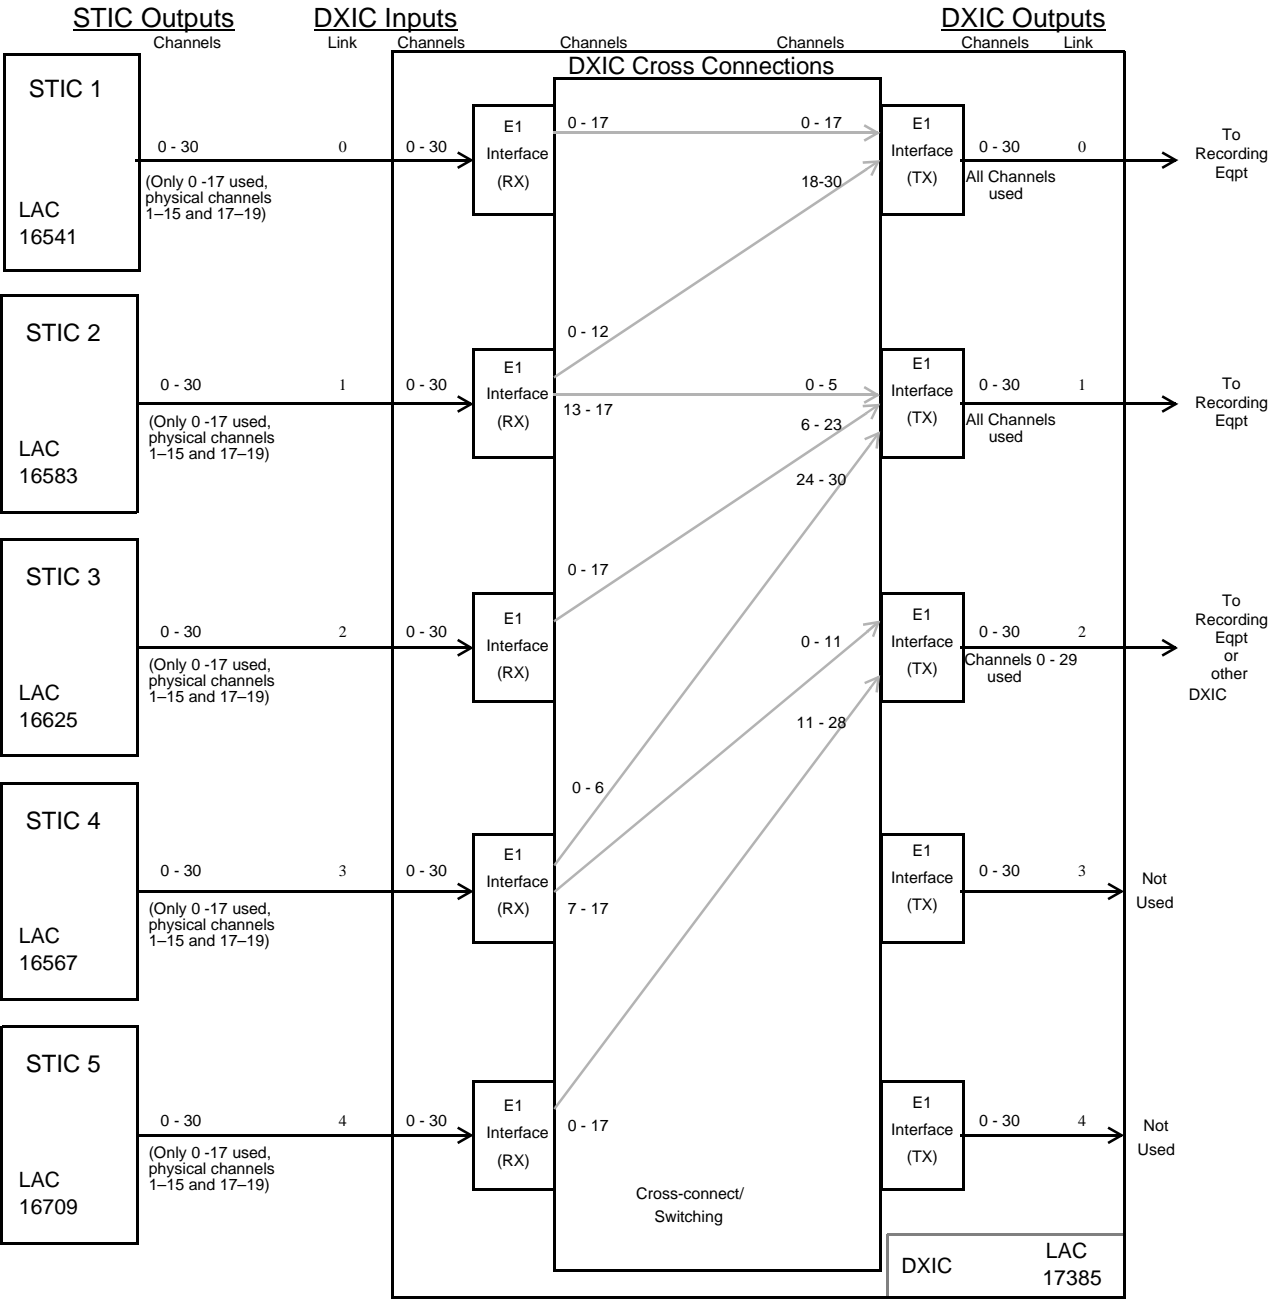 STIC Outputs DXIC Inputs DXIC Outputs
Channels Link Channels Channels Channels Channels Link
DXIC Cross Connections
STIC 1
LAC
16541
0 - 30 0 0 - 30
(Only 0 -17 used,
physical channels
1–15 and 17–19)
E1
Interface
(RX)
0 - 17 0 - 17
18-30
E1
Interface
(TX)
0 - 30 0
All Channels
used
To
Recording
Eqpt
STIC 2
LAC
16583
0 - 30 1 0 - 30
(Only 0 -17 used,
physical channels
1–15 and 17–19)
E1
Interface
(RX)
0 - 12
13 - 17
0 - 5
6 - 23
24 - 30
E1
Interface
(TX)
0 - 30 1
All Channels
used
To
Recording
Eqpt
STIC 3
LAC
16625
0 - 30 2 0 - 30
(Only 0 -17 used,
physical channels
1–15 and 17–19)
E1
Interface
(RX)
0 - 17
0 - 11
11 - 28
E1
Interface
(TX)
0 - 30 2
Channels 0 - 29
used
To
Recording
Eqpt
or
other
DXIC
STIC 4
LAC
16567
0 - 30 3 0 - 30
(Only 0 -17 used,
physical channels
1–15 and 17–19)
E1
Interface
(RX)
0 - 6
7 - 17
E1
Interface
(TX)
0 - 30 3
Not
Used
STIC 5
LAC
16709
0 - 30 4 0 - 30
(Only 0 -17 used,
physical channels
1–15 and 17–19)
E1
Interface
(RX)
0 - 17
E1
Interface
(TX)
0 - 30 4
Not
Used
Cross-connect/
Switching
DXIC LAC
17385